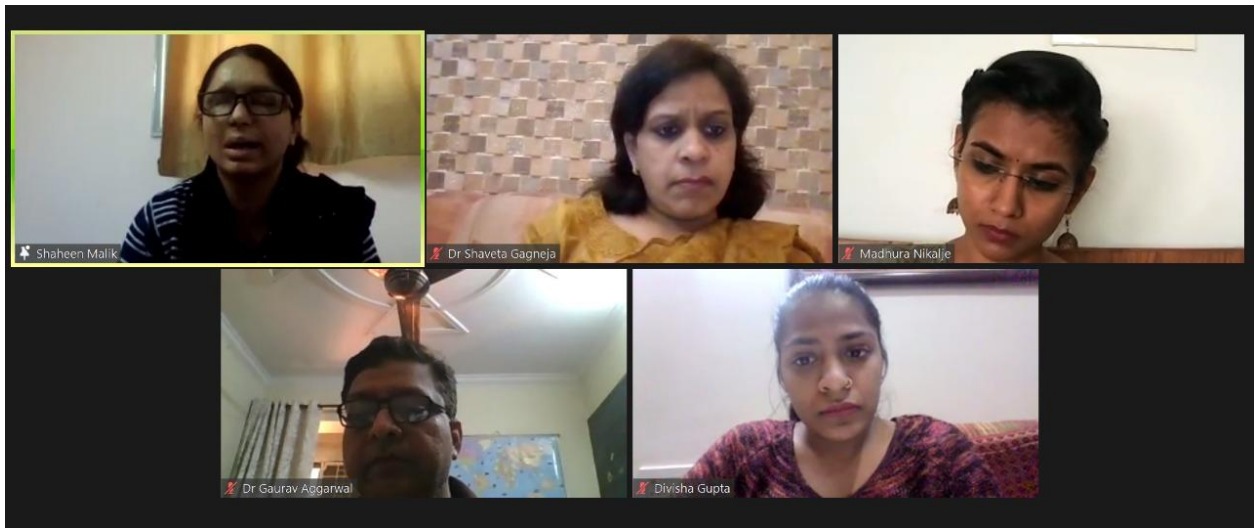 Shaheen Malik
Dr Shaveta Gagneja
Madhura Nikalje
Dr Gaurav Aggarwal
Divisha Gupta